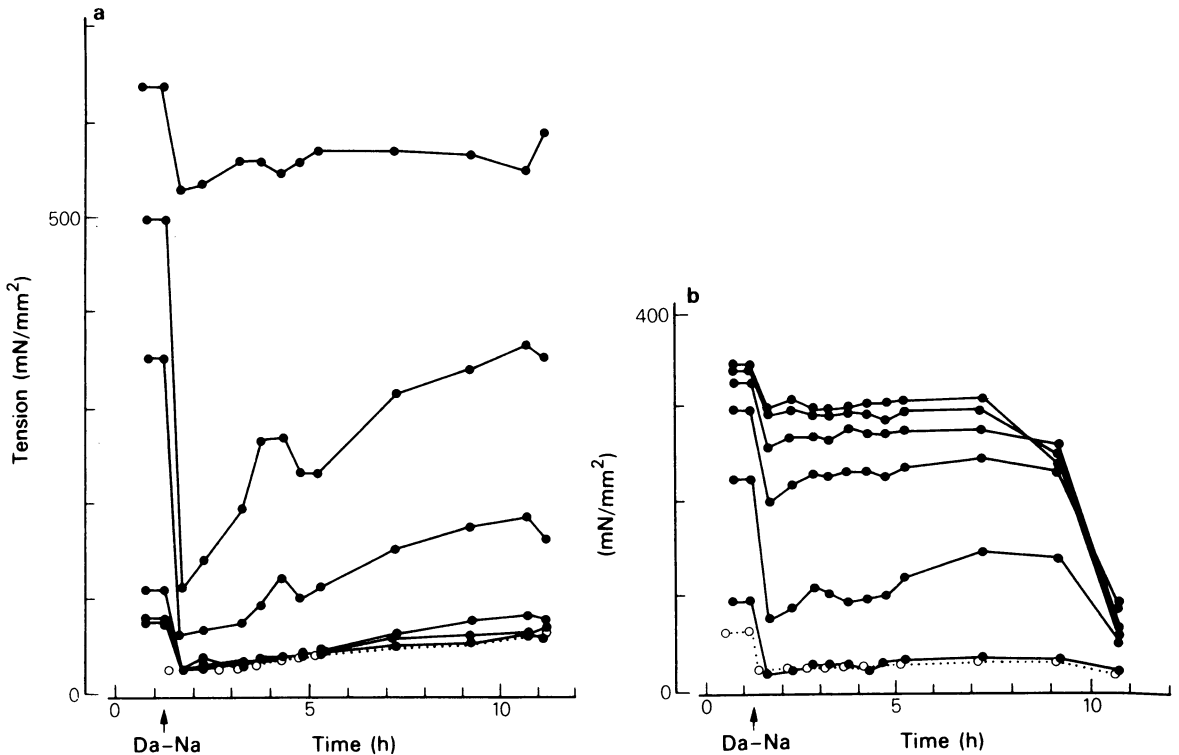 a
500
0
Tension (mN/mm²)
0 5 10
Da–Na Time (h)
b
400
0
(mN/mm²)
0 5 10
Da–Na Time (h)